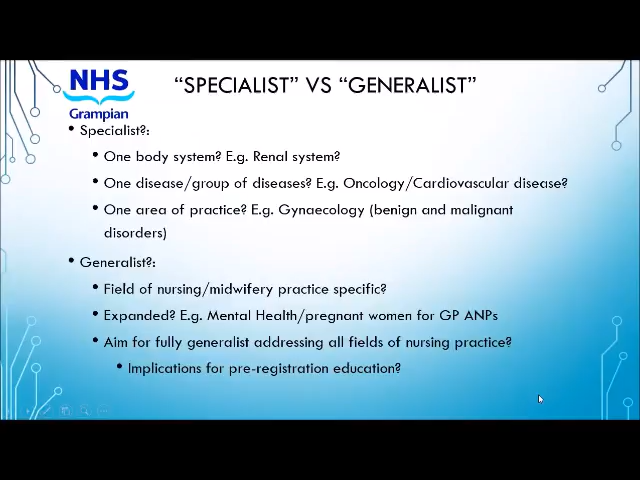 NHS
Grampian
“SPECIALIST” VS “GENERALIST”
• Specialist?:
• One body system? E.g. Renal system?
• One disease/group of diseases? E.g. Oncology/Cardiovascular disease?
• One area of practice? E.g. Gynaecology (benign and malignant
disorders)
• Generalist?:
• Field of nursing/midwifery practice specific?
• Expanded? E.g. Mental Health/pregnant women for GP ANPs
• Aim for fully generalist addressing all fields of nursing practice?
• Implications for pre-registration education?